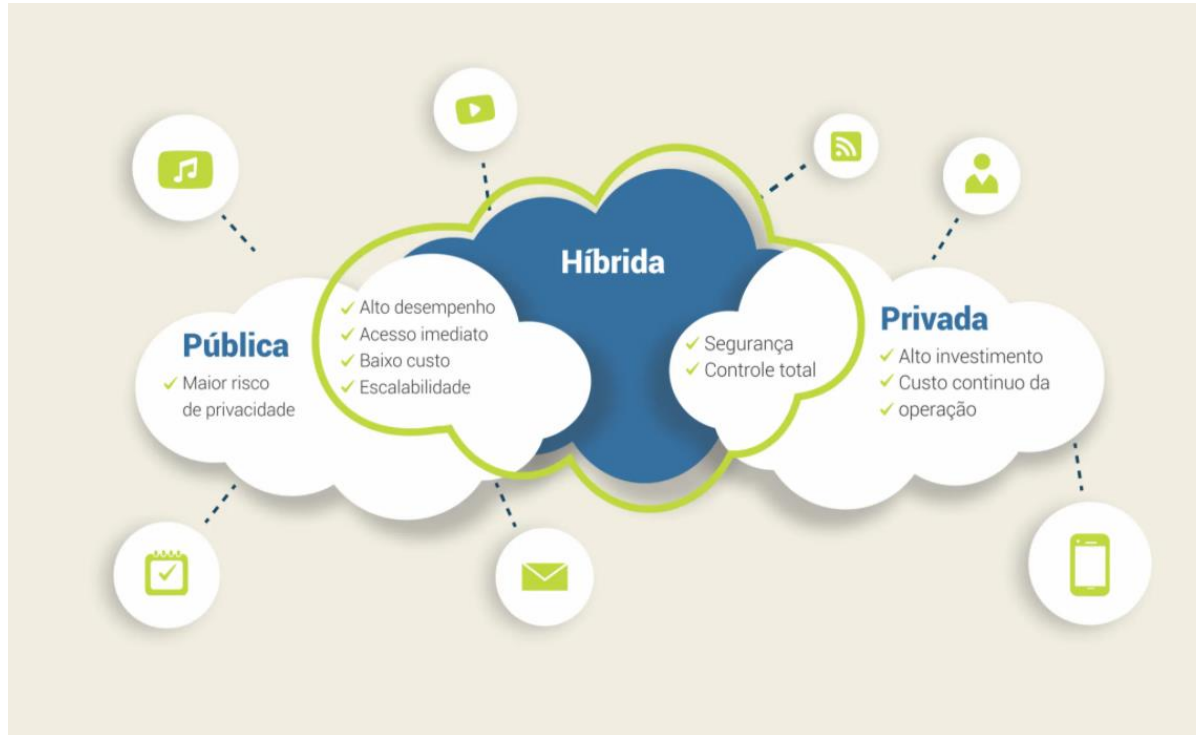 Híbrida
Pública
Maior risco
de privacidade
Alto desempenho
Acesso imediato
Baixo custo
Escalabilidade
Segurança
Controle total
Privada
Alto investimento
Custo continuo da
operação